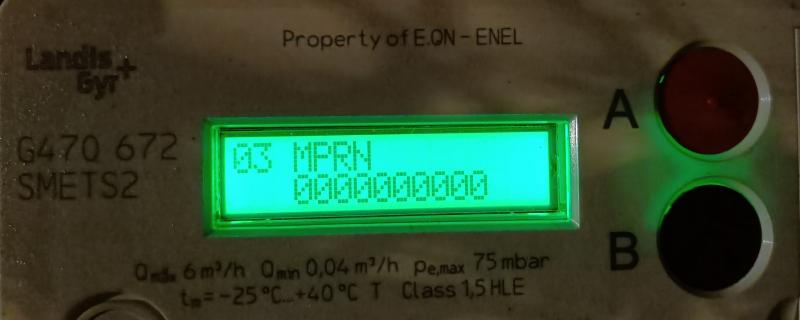 Property of E.ON - ENEL
Landis
Gyr+
A
G470 672
SMETS2
03 MPRN
0000000000
B
Qmax 6 m³/h Qmin 0,04 m³/h pe,max 75 mbar
tm = -25 °C...+40 °C T Class 1,5 HLE